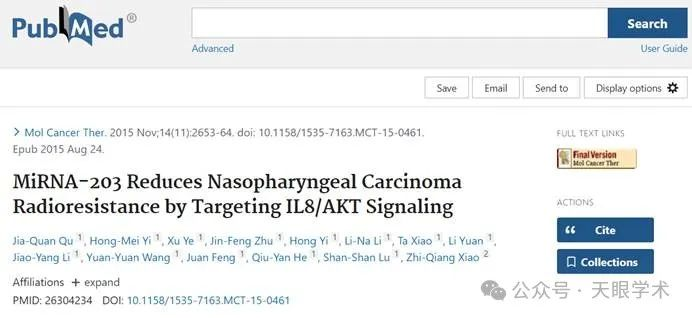 PubMed®
Search
Advanced
User Guide
Save
Email
Send to
Display options
> Mol Cancer Ther. 2015 Nov;14(11):2653-64. doi: 10.1158/1535-7163.MCT-15-0461.
Epub 2015 Aug 24.
MiRNA-203 Reduces Nasopharyngeal Carcinoma
Radioresistance by Targeting IL8/AKT Signaling
Jia-Quan Qu 1, Hong-Mei Yi 1, Xu Ye 1, Jin-Feng Zhu 1, Hong Yi 1, Li-Na Li 1, Ta Xiao 1, Li Yuan 1,
Jiao-Yang Li 1, Yuan-Yuan Wang 1, Juan Feng 1, Qiu-Yan He 1, Shan-Shan Lu 1, Zhi-Qiang Xiao 2
Affiliations + expand
PMID: 26304234 DOI: 10.1158/1535-7163.MCT-15-0461
FULL TEXT LINKS
Final Version
Mol Cancer Ther
ACTIONS
Cite
Collections
公众号 · 天眼学术